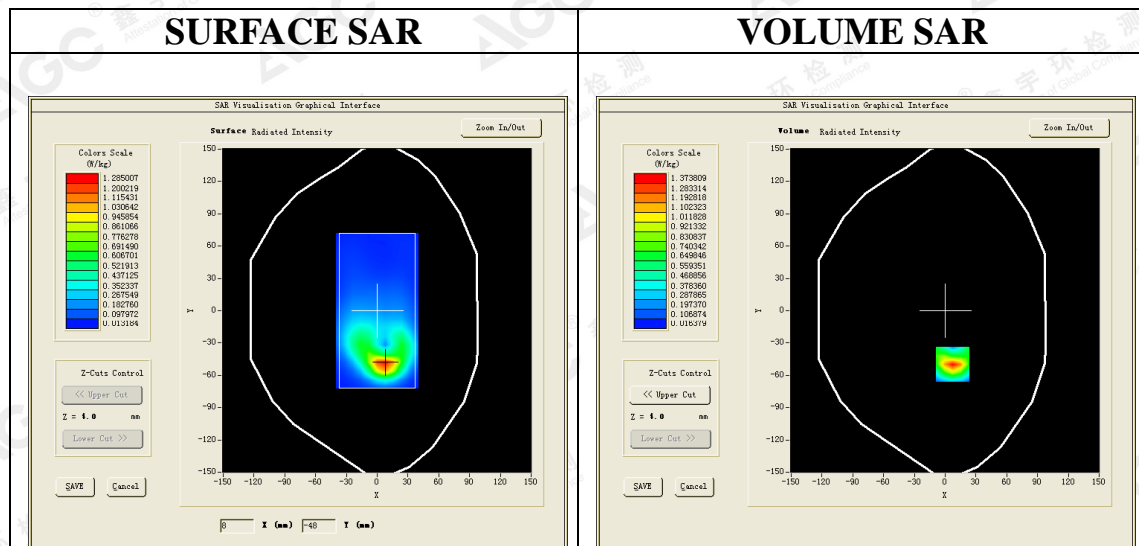 SURFACE SAR
VOLUME SAR
SAR Visualisation Graphical Interface
Surface Radiated Intensity
Zoom In/Out
Colors Scale
(W/kg)
1.285007
1.200219
1.115431
1.030642
0.945854
0.861066
0.776278
0.691490
0.606701
0.521913
0.437125
0.352337
0.267549
0.182760
0.097972
0.013184
150
120
90
60
30
0
-30
-60
-90
-120
-150
Y
-150 -120 -90 -60 -30 0 30 60 90 120 150
X
Z-Cuts Control
<< Upper Cut
Z = 4.0 mm
Lower Cut >>
SAVE
Cancel
8 X (mm) -48 Y (mm)
SAR Visualisation Graphical Interface
Volume Radiated Intensity
Zoom In/Out
Colors Scale
(W/kg)
1.373809
1.283314
1.192818
1.102323
1.011828
0.921332
0.830837
0.740342
0.649846
0.559351
0.468856
0.378360
0.287865
0.197370
0.106874
0.016379
150
120
90
60
30
0
-30
-60
-90
-120
-150
Y
-150 -120 -90 -60 -30 0 30 60 90 120 150
X
Z-Cuts Control
<< Upper Cut
Z = 4.0 mm
Lower Cut >>
SAVE
Cancel